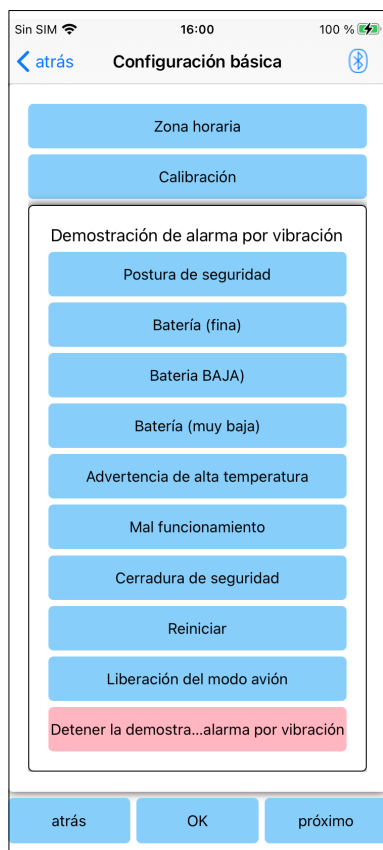 Sin SIM 16:00 100 %
atrás Configuración básica
Zona horaria
Calibración
Demostración de alarma por vibración
Postura de seguridad
Batería (fina)
Bateria BAJA)
Batería (muy baja)
Advertencia de alta temperatura
Mal funcionamiento
Cerradura de seguridad
Reiniciar
Liberación del modo avión
Detener la demostra...alarma por vibración
atrás OK próximo